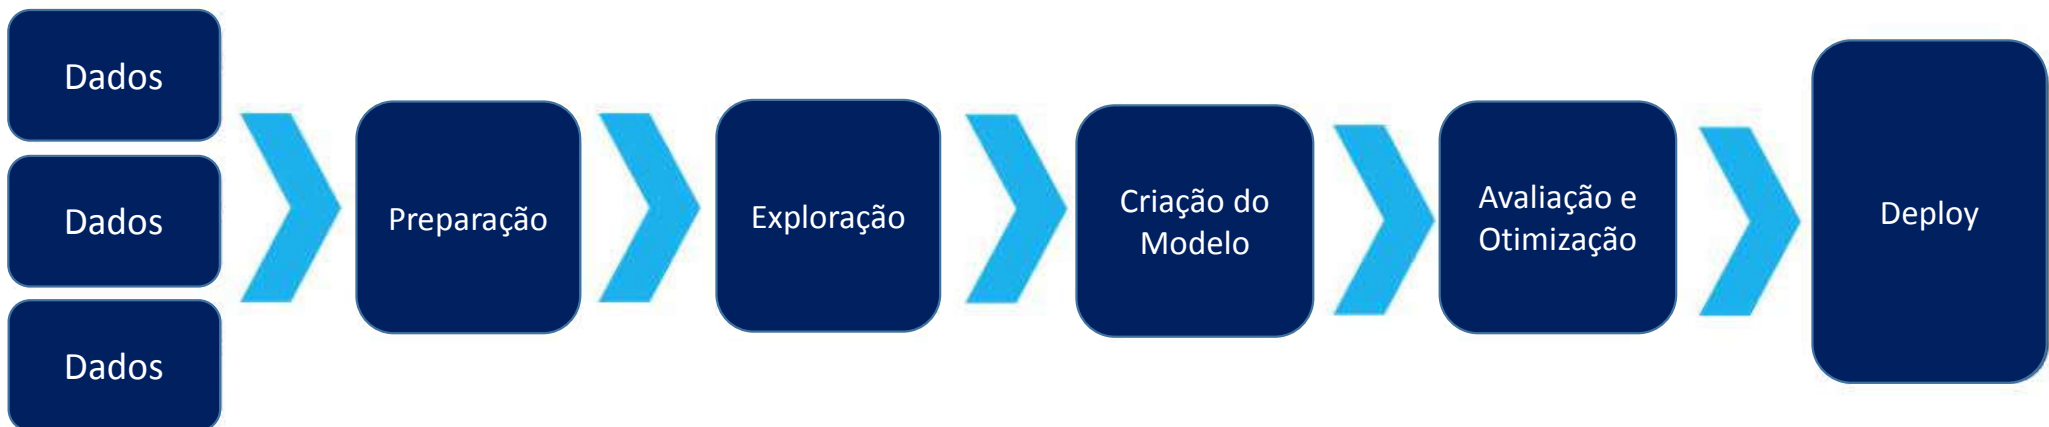 Dados
Dados
Dados
Preparação
Exploração
Criação do
Modelo
Avaliação e
Otimização
Deploy